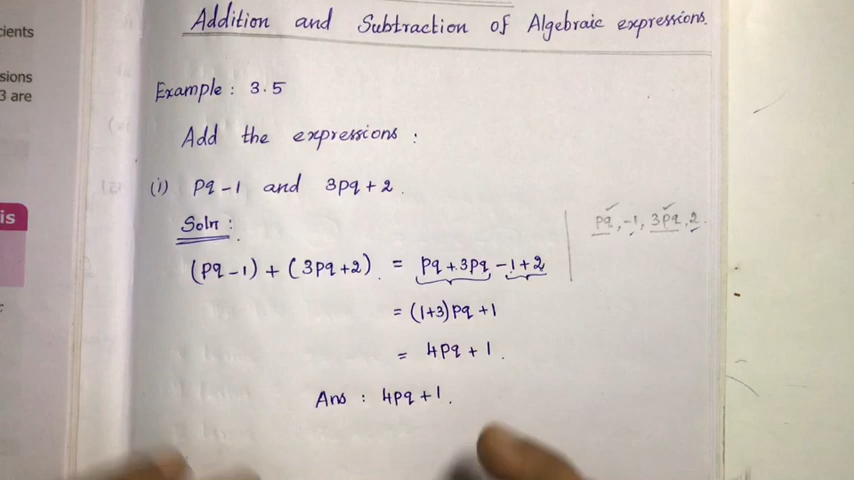 cients
sions
3 are
is
Addition and Subtraction of Algebraic expressions.
Example : 3.5
Add the expressions :
(i) pq - 1 and 3pq + 2.
Soln :
pq, -1, 3pq, 2.
(pq - 1) + (3pq + 2) = pq + 3pq - 1 + 2
= (1+3)pq + 1
= 4pq + 1.
Ans : 4pq + 1.